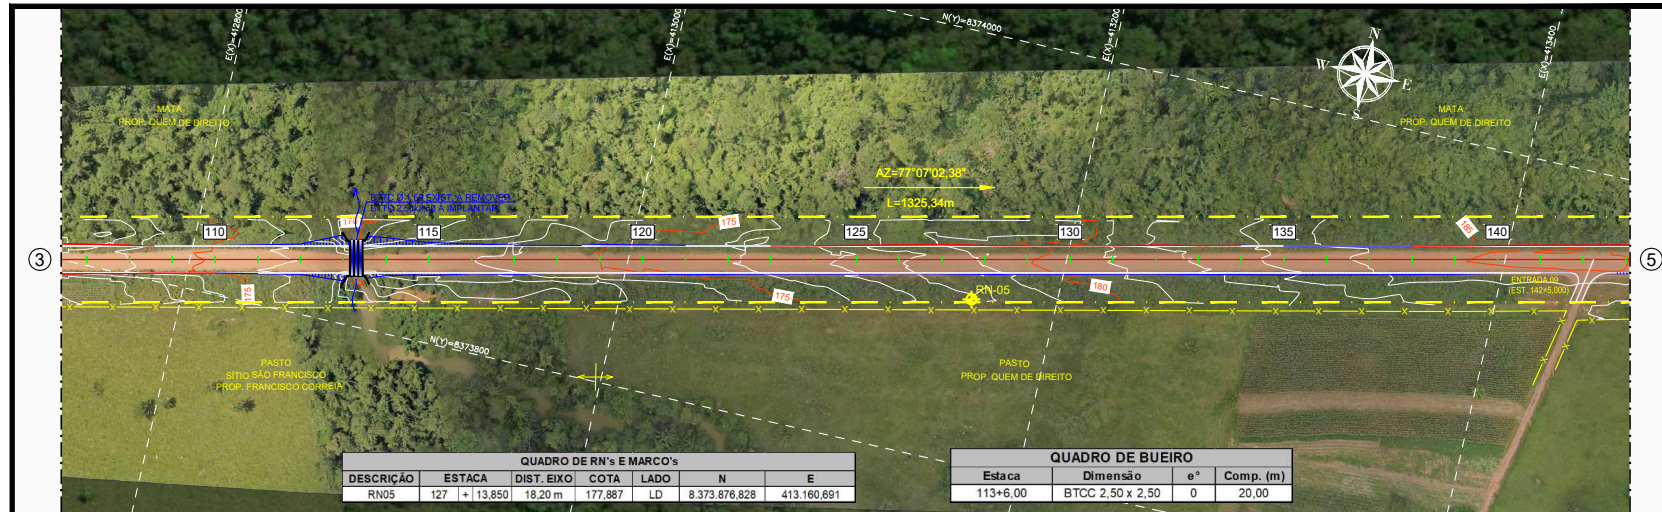 E(X)=412800
E(X)=413000
N(Y)=8374000
E(X)=413200
E(X)=413400
N
W
E
S
MATA
PROP. QUEM DE DIREITO
MATA
PROP. QUEM DE DIREITO
AZ=77°07'02,38"
L=1325,34m
EXIST. A REMOVER
A IMPLANTAR
170
175
185
110
115
120
125
130
135
140
3
5
175
175
180
RN-05
ENTRADA 09
(EST. 142+5,000)
N(Y)=8373800
PASTO
SÍTIO SÃO FRANCISCO
PROP. FRANCISCO CORREIA
PASTO
PROP. QUEM DE DIREITO
QUADRO DE RN's E MARCO's
DESCRIÇÃO ESTACA DIST. EIXO COTA LADO N E
RN05 127 + 13,850 18,20 m 177,887 LD 8.373.876,828 413.160,691
QUADRO DE BUEIRO
Estaca Dimensão e° Comp. (m)
113+6,00 BTCC 2,50 x 2,50 0 20,00